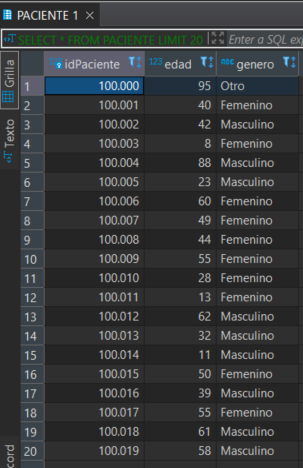 PACIENTE 1 ×
SELECT * FROM PACIENTE LIMIT 20 Enter a SQL exp
Grilla
Texto
cord
idPaciente 123 edad ABC genero
1 100.000 95 Otro
2 100.001 40 Femenino
3 100.002 42 Masculino
4 100.003 8 Femenino
5 100.004 88 Masculino
6 100.005 23 Masculino
7 100.006 60 Femenino
8 100.007 49 Femenino
9 100.008 44 Femenino
10 100.009 55 Femenino
11 100.010 28 Femenino
12 100.011 13 Femenino
13 100.012 62 Masculino
14 100.013 32 Masculino
15 100.014 11 Masculino
16 100.015 50 Femenino
17 100.016 39 Masculino
18 100.017 55 Femenino
19 100.018 61 Masculino
20 100.019 58 Masculino